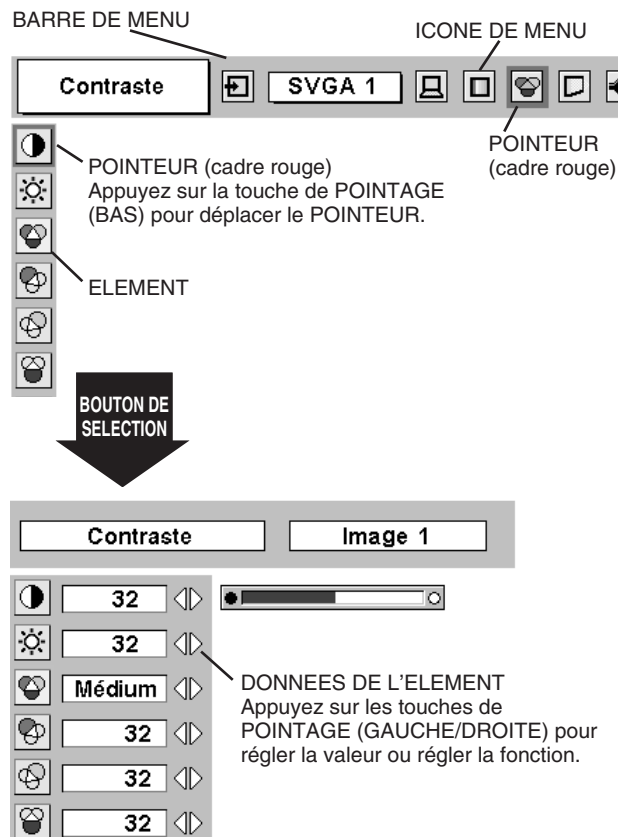 BARRE DE MENU
ICONE DE MENU
Contraste
SVGA 1
POINTEUR
(cadre rouge)
POINTEUR (cadre rouge)
Appuyez sur la touche de POINTAGE
(BAS) pour déplacer le POINTEUR.
ELEMENT
BOUTON DE
SELECTION
Contraste
Image 1
32
32
Médium
32
32
32
DONNEES DE L'ELEMENT
Appuyez sur les touches de
POINTAGE (GAUCHE/DROITE) pour
régler la valeur ou régler la fonction.